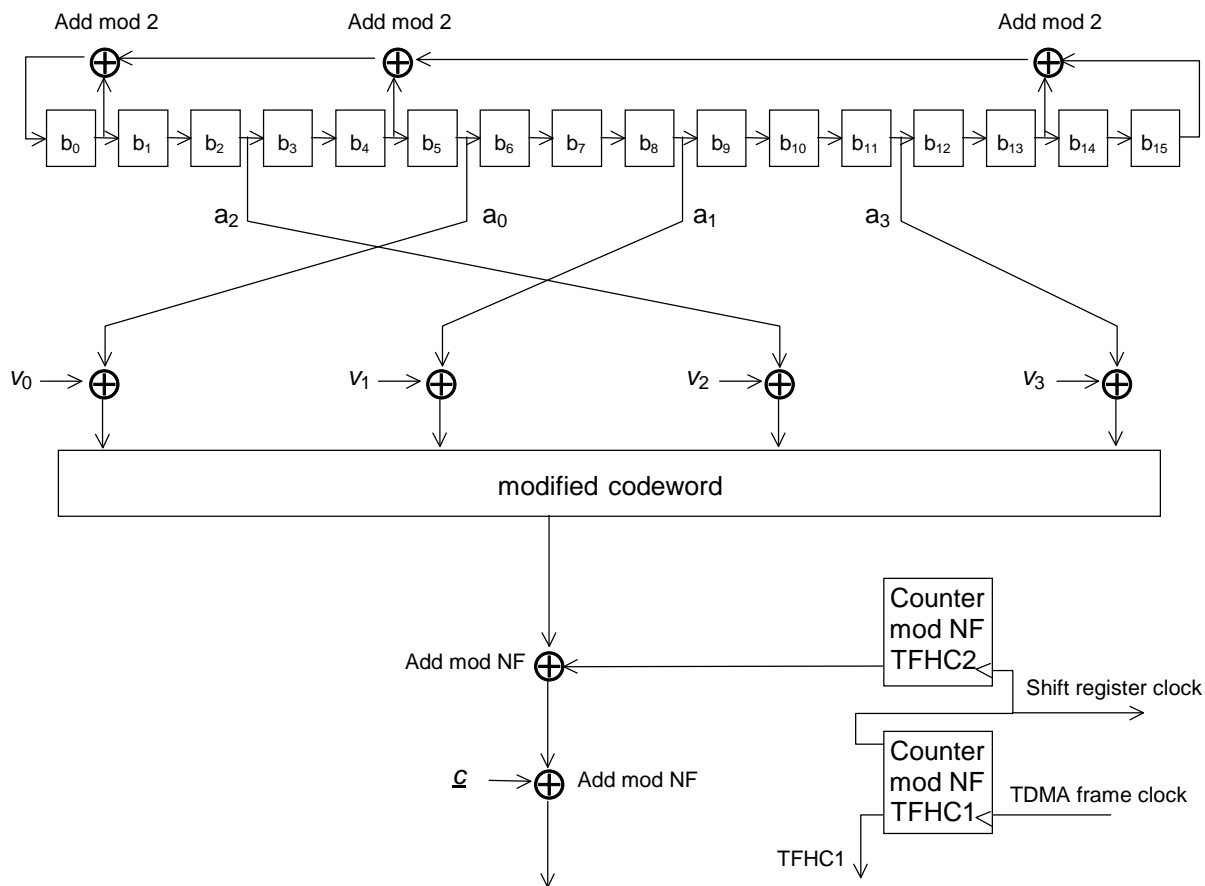 Add mod 2 Add mod 2 Add mod 2
b₀ b₁ b₂ b₃ b₄ b₅ b₆ b₇ b₈ b₉ b₁₀ b₁₁ b₁₂ b₁₃ b₁₄ b₁₅
a₂ a₀ a₁ a₃
v₀ v₁ v₂ v₃
modified codeword
Counter
mod NF
TFHC2
Add mod NF
Shift register clock
Counter
mod NF
TFHC1
c Add mod NF
TDMA frame clock
TFHC1